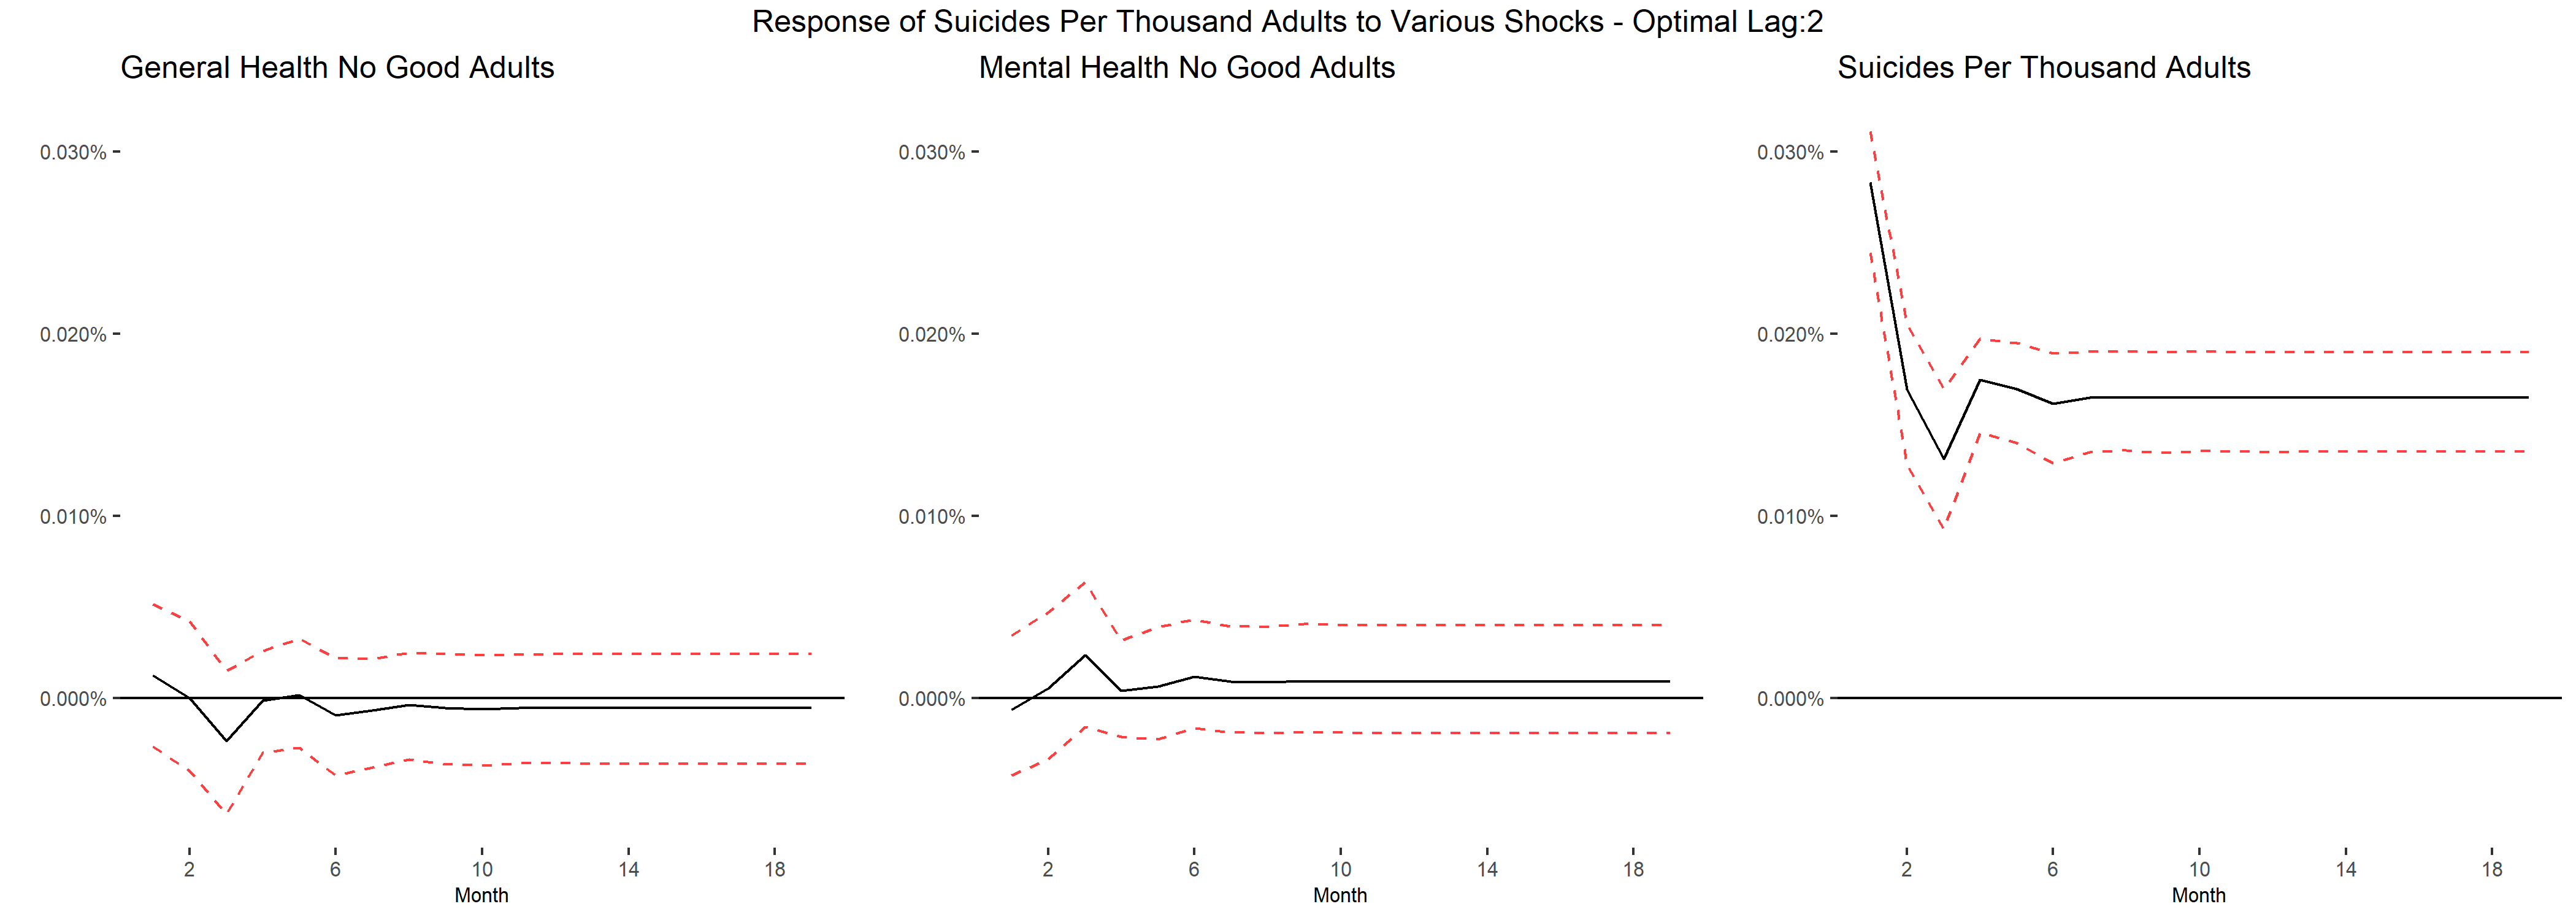 Response of Suicides Per Thousand Adults to Various Shocks - Optimal Lag:2
General Health No Good Adults
0.030%
0.020%
0.010%
0.000%
2 6 10 14 18
Month
Mental Health No Good Adults
0.030%
0.020%
0.010%
0.000%
2 6 10 14 18
Month
Suicides Per Thousand Adults
0.030%
0.020%
0.010%
0.000%
2 6 10 14 18
Month